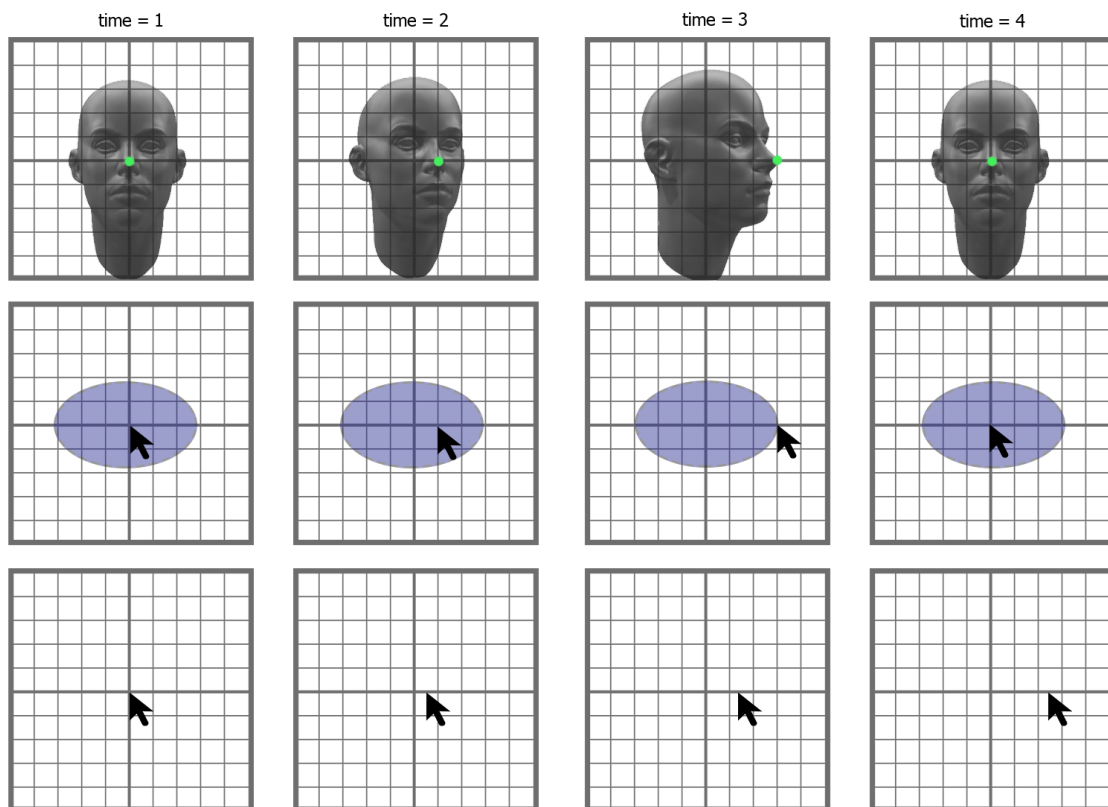 time = 1
time = 2
time = 3
time = 4